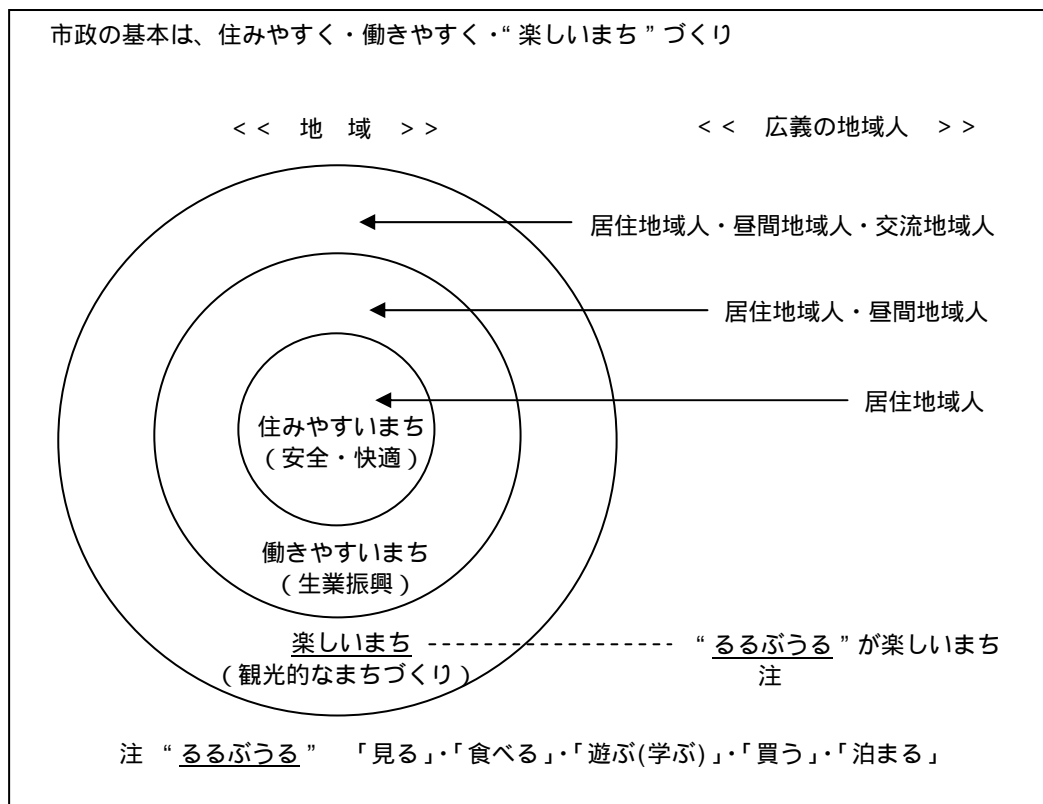 市政の基本は、住みやすく・働きやすく・“楽しいまち”づくり
<< 地 域 >>
<< 広義の地域人 >>
居住地域人・昼間地域人・交流地域人
居住地域人・昼間地域人
居住地域人
住みやすいまち
(安全・快適)
働きやすいまち
(生業振興)
楽しいまち
(観光的なまちづくり)
“るるぶうる”が楽しいまち
注
注 “るるぶうる” 「見る」・「食べる」・「遊ぶ(学ぶ)」・「買う」・「泊まる」